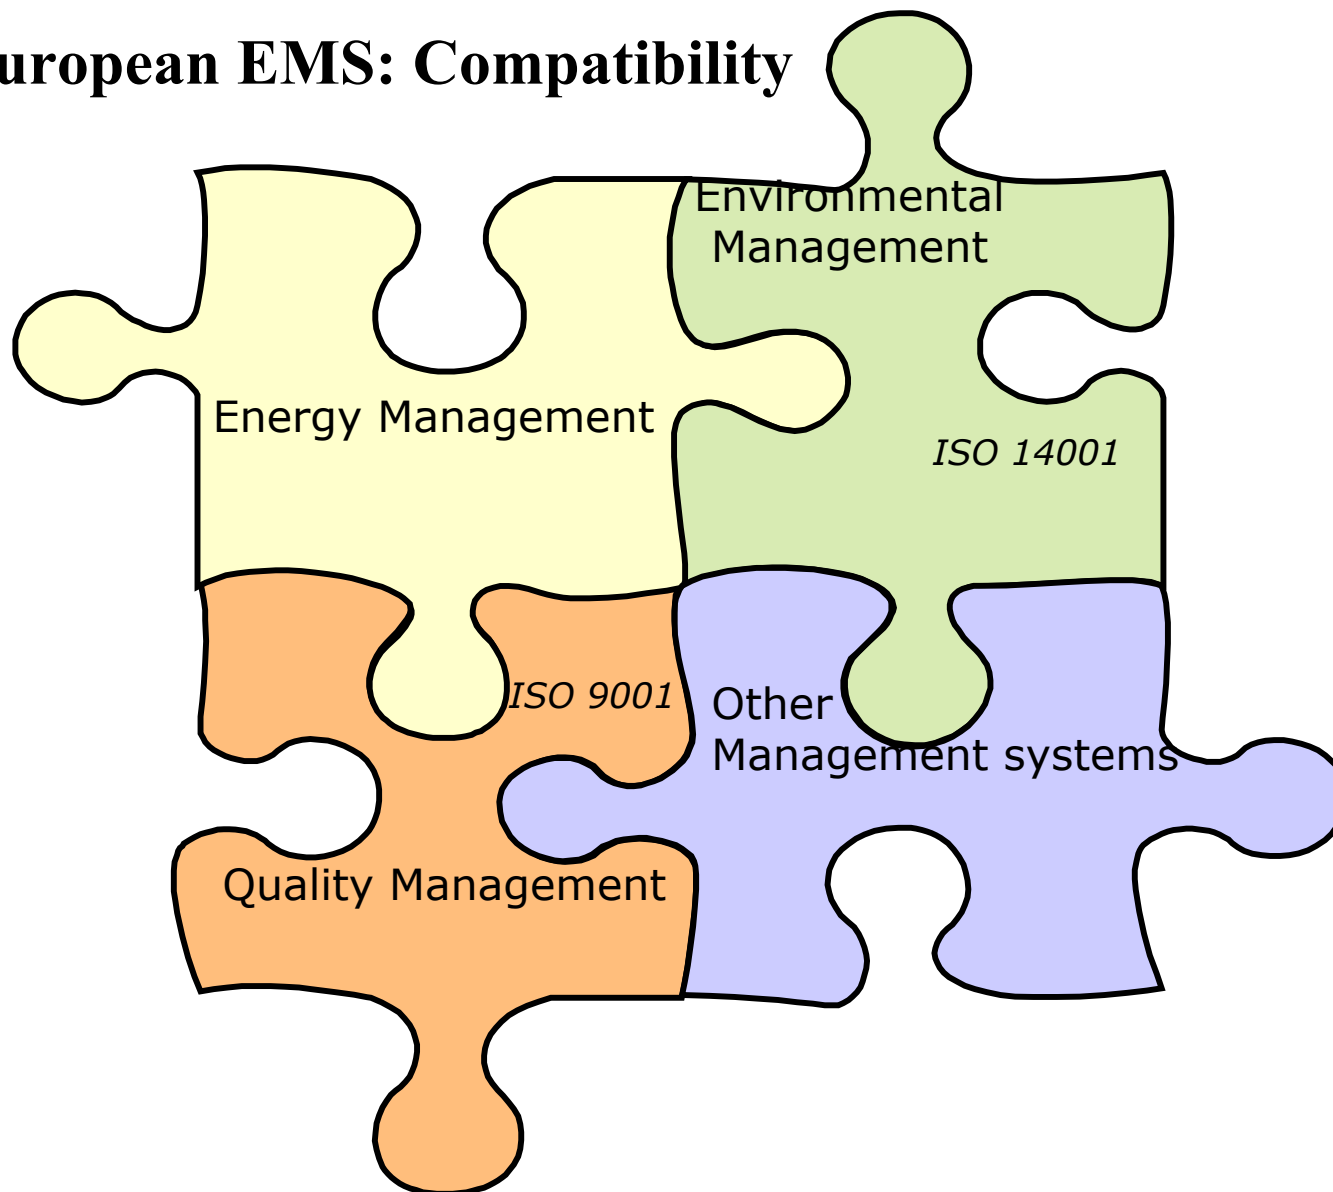 uropean EMS: Compatibility
Environmental
Management
Energy Management
ISO 14001
ISO 9001
Other
Management systems
Quality Management